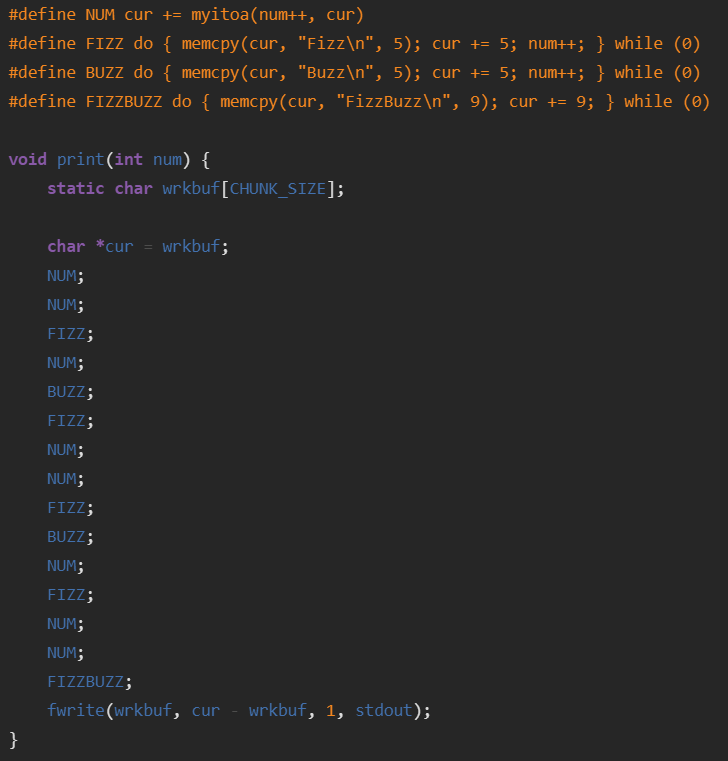 #define NUM cur += myitoa(num++, cur)
#define FIZZ do { memcpy(cur, "Fizz\n", 5); cur += 5; num++; } while (0)
#define BUZZ do { memcpy(cur, "Buzz\n", 5); cur += 5; num++; } while (0)
#define FIZZBUZZ do { memcpy(cur, "FizzBuzz\n", 9); cur += 9; } while (0)

void print(int num) {
    static char wrkbuf[CHUNK_SIZE];

    char *cur = wrkbuf;
    NUM;
    NUM;
    FIZZ;
    NUM;
    BUZZ;
    FIZZ;
    NUM;
    NUM;
    FIZZ;
    BUZZ;
    NUM;
    FIZZ;
    NUM;
    NUM;
    FIZZBUZZ;
    fwrite(wrkbuf, cur - wrkbuf, 1, stdout);
}